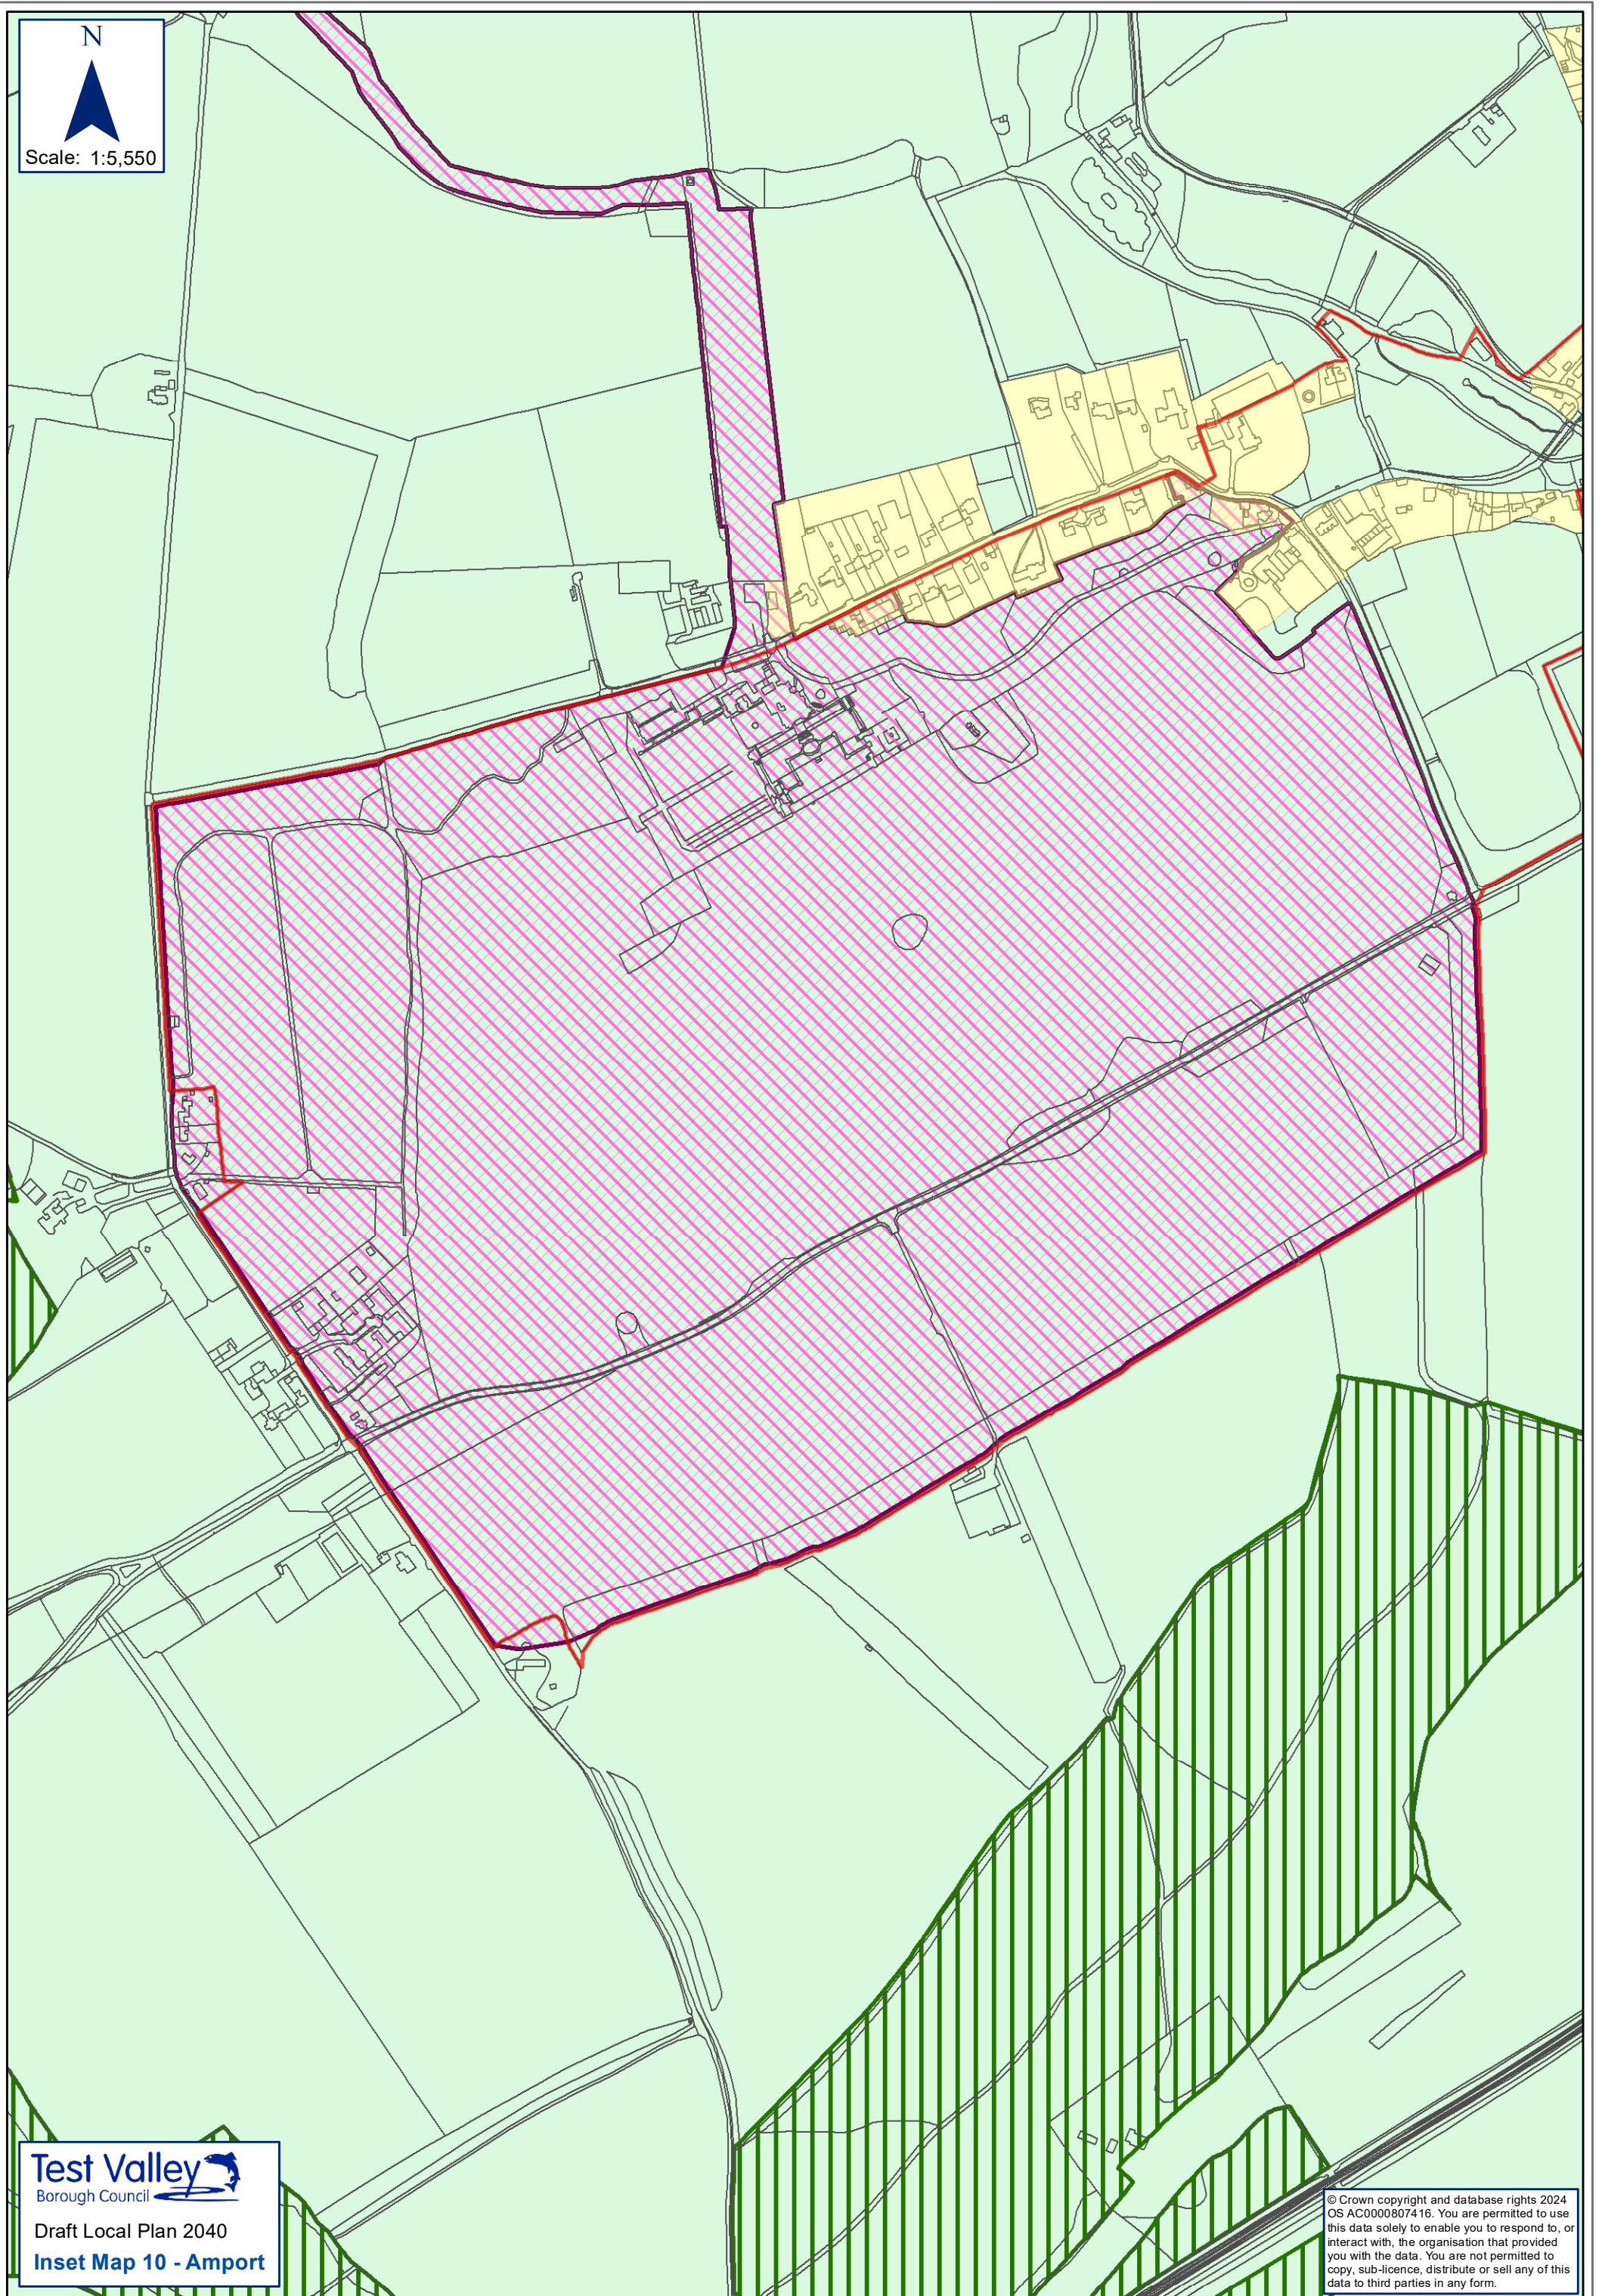 N
Scale: 1:5,550
Test Valley
Borough Council
Draft Local Plan 2040
Inset Map 10 - Amport
© Crown copyright and database rights 2024
OS AC0000807416. You are permitted to use
this data solely to enable you to respond to, or
interact with, the organisation that provided
you with the data. You are not permitted to
copy, sub-licence, distribute or sell any of this
data to third parties in any form.